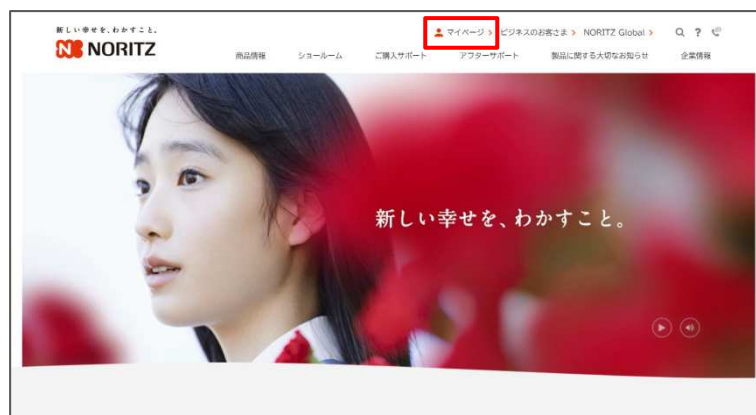 新しい幸せを、わかすこと。
NORITZ
マイページ
ビジネスのお客さま
NORITZ Global
商品情報
ショールーム
ご購入サポート
アフターサポート
製品に関する大切なお知らせ
企業情報
新しい幸せを、わかすこと。